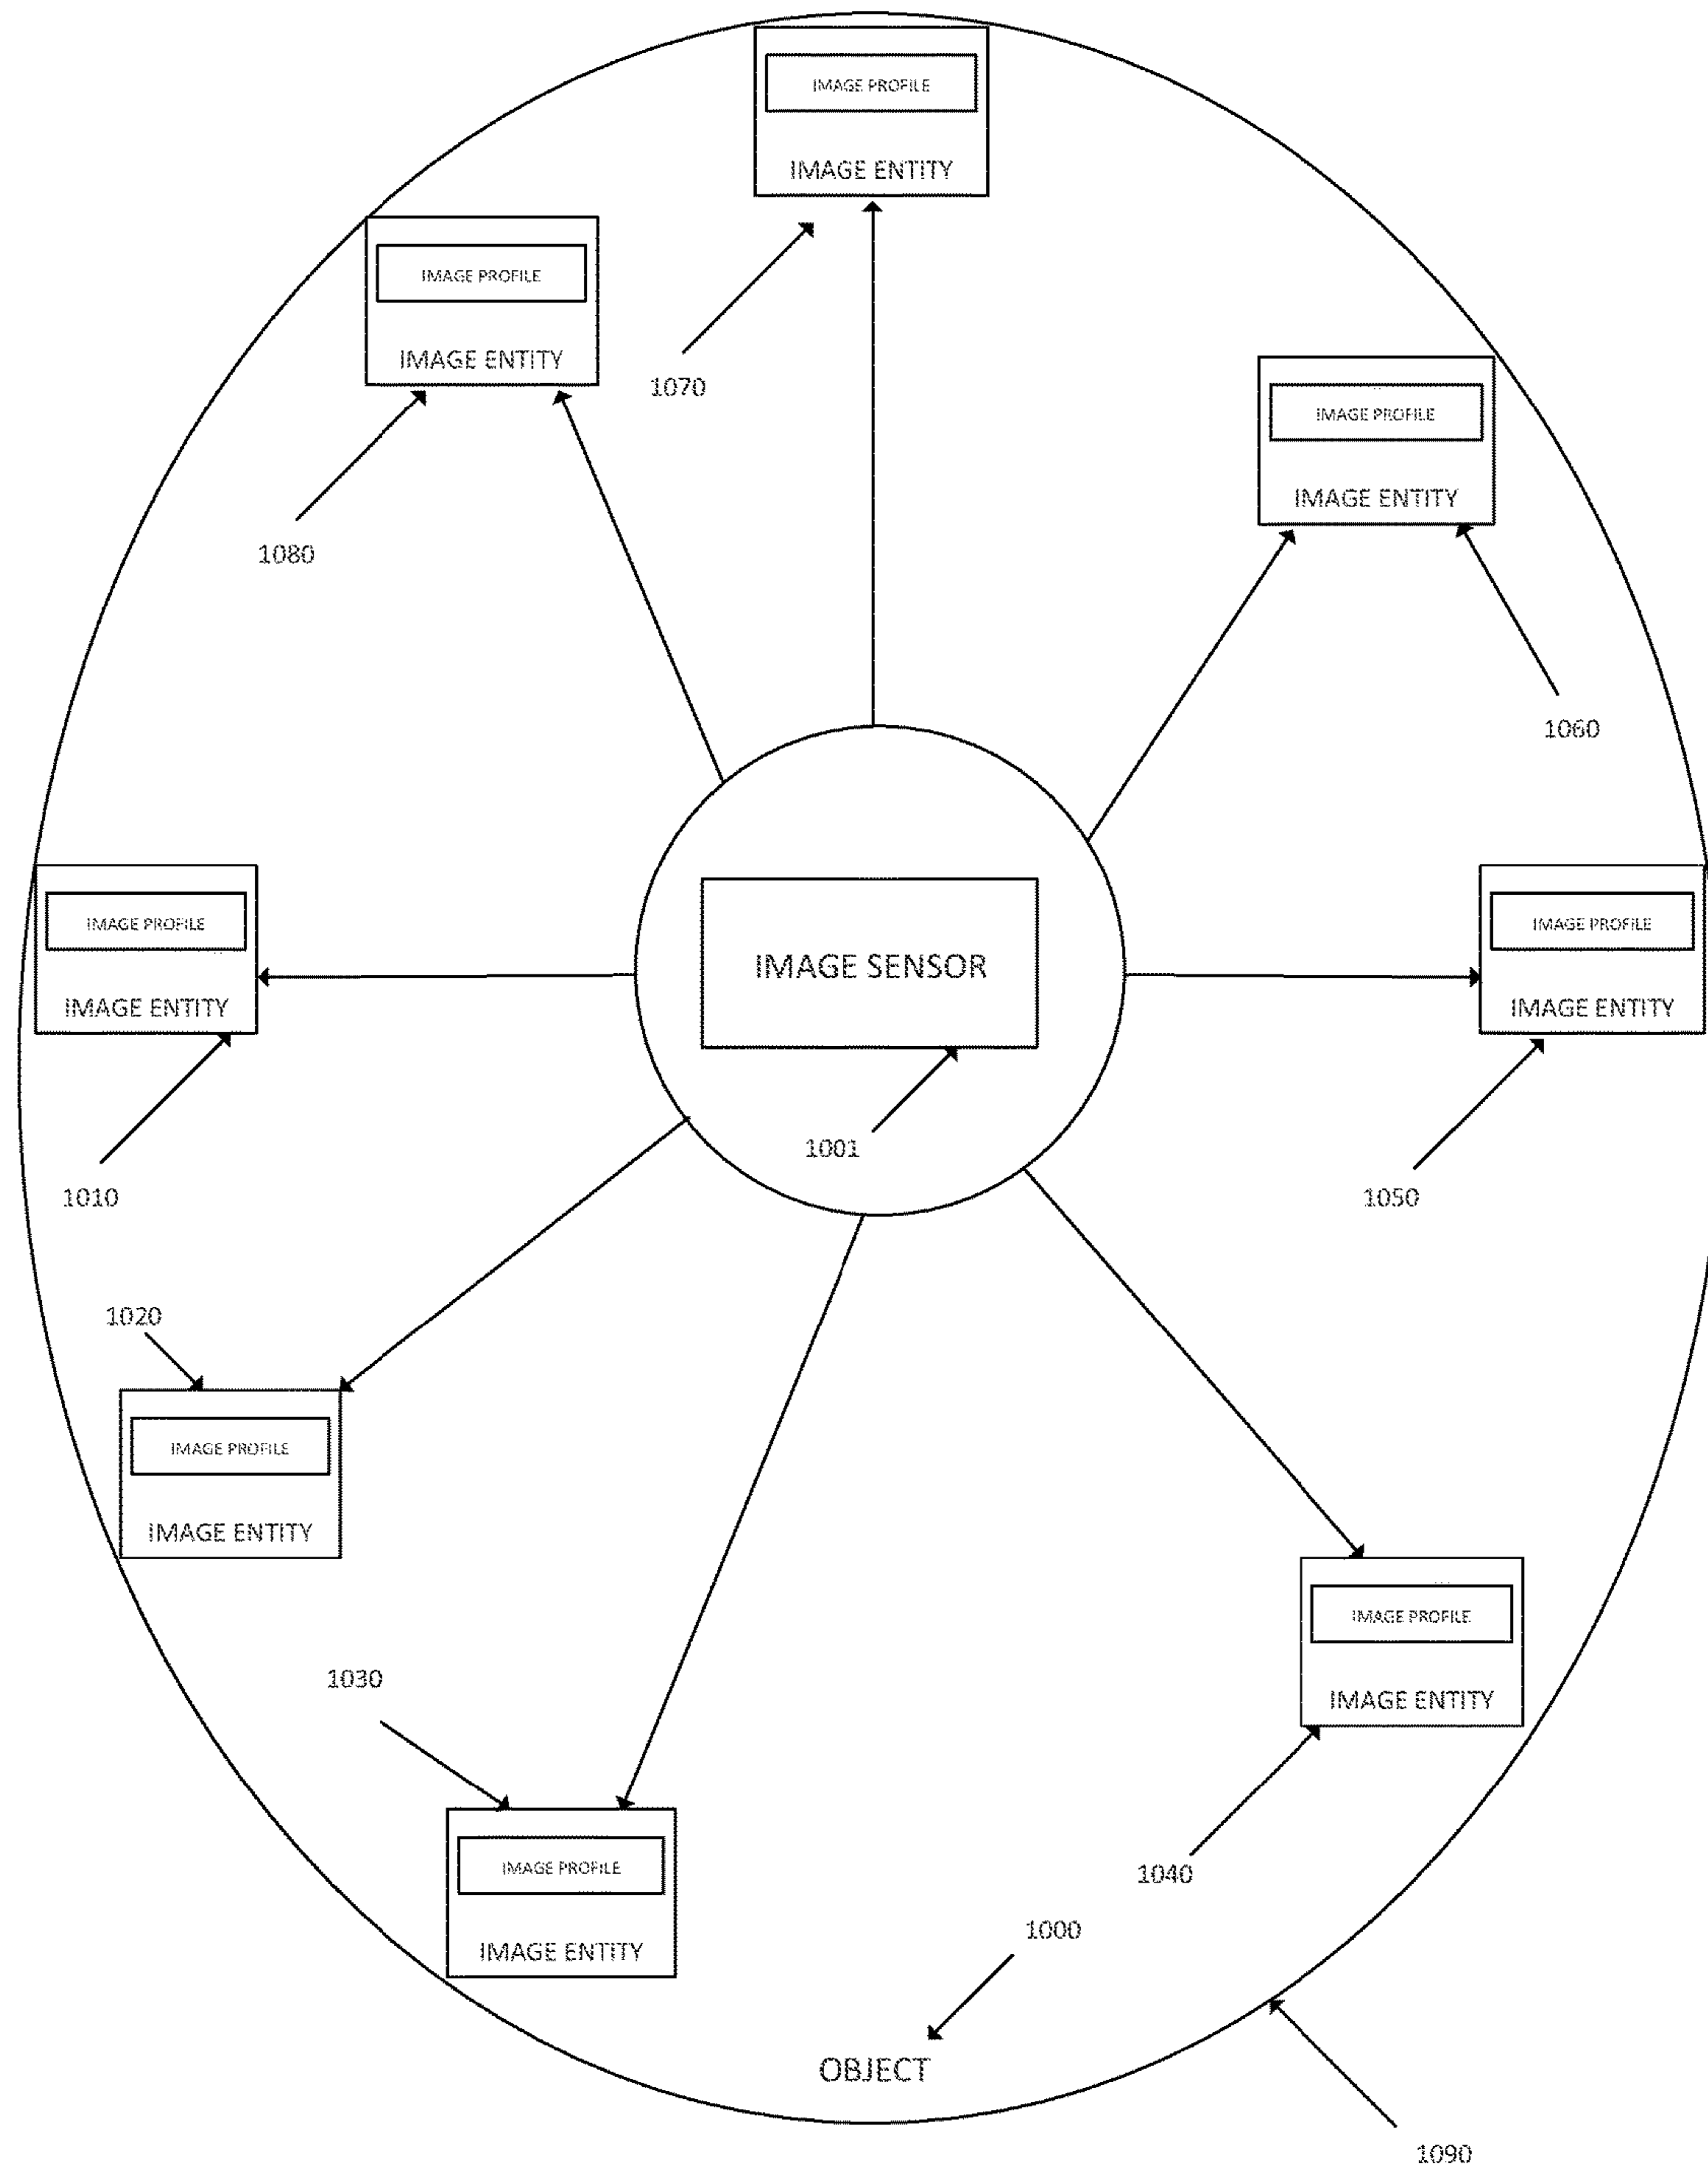 IMAGE PROFILE
IMAGE ENTITY
IMAGE PROFILE
IMAGE ENTITY
1070
IMAGE PROFILE
IMAGE ENTITY
1080
1060
IMAGE PROFILE
IMAGE ENTITY
IMAGE SENSOR
IMAGE PROFILE
IMAGE ENTITY
1001
1010
1050
1020
IMAGE PROFILE
IMAGE ENTITY
IMAGE PROFILE
IMAGE ENTITY
1030
1040
IMAGE PROFILE
IMAGE ENTITY
1000
OBJECT
1090